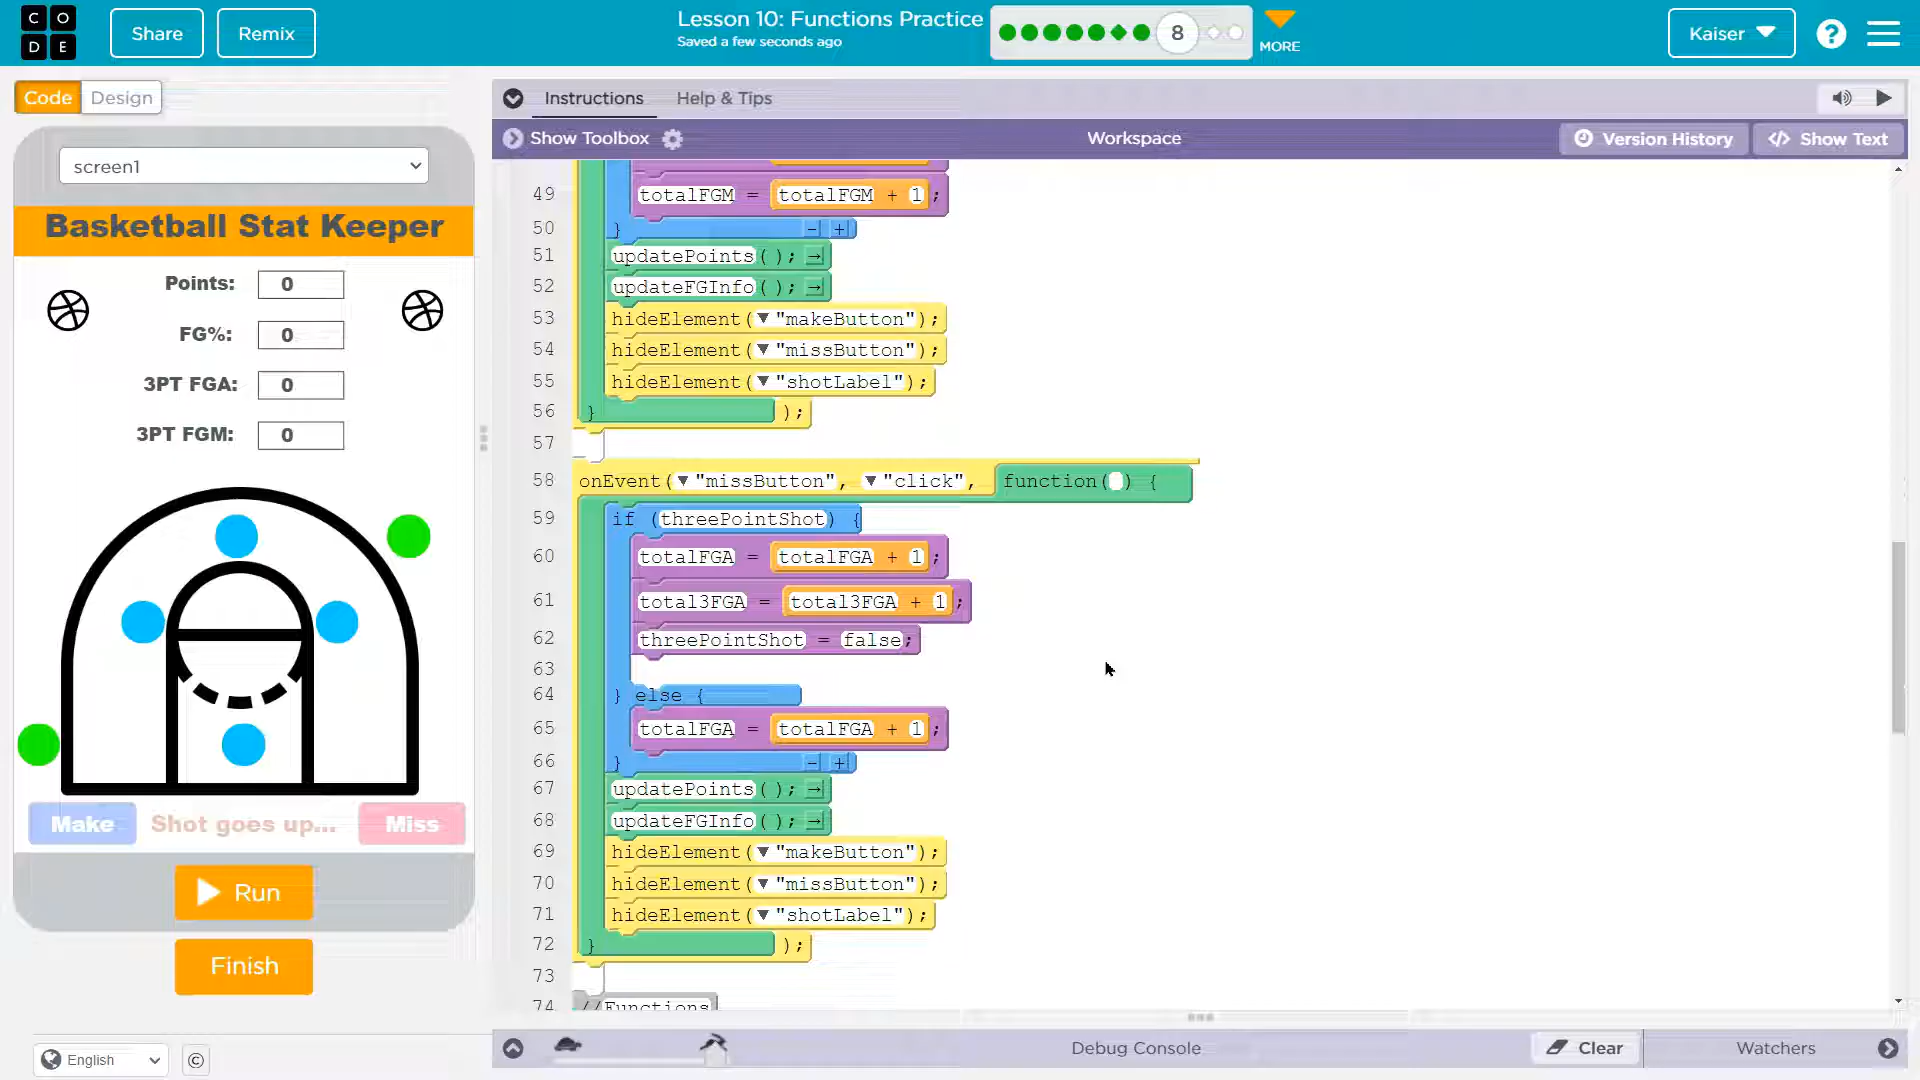 CO
DE
Share
Remix
Lesson 10: Functions Practice
Saved a few seconds ago
8
MORE
Kaiser
?
Code
Design
Instructions
Help & Tips
Show Toolbox
Workspace
Version History
</> Show Text
screen1
Basketball Stat Keeper
Points: 0
FG%: 0
3PT FGA: 0
3PT FGM: 0
Make
Shot goes up...
Miss
Run
Finish
English
©
49 totalFGM = totalFGM + 1;
50 } - +
51 updatePoints();
52 updateFGInfo();
53 hideElement("makeButton");
54 hideElement("missButton");
55 hideElement("shotLabel");
56 } );
57
58 onEvent("missButton", "click", function() {
59 if (threePointShot) {
60 totalFGA = totalFGA + 1;
61 total3FGA = total3FGA + 1;
62 threePointShot = false;
63
64 } else {
65 totalFGA = totalFGA + 1;
66 } - +
67 updatePoints();
68 updateFGInfo();
69 hideElement("makeButton");
70 hideElement("missButton");
71 hideElement("shotLabel");
72 } );
73
74 //Functions
Debug Console
Clear
Watchers